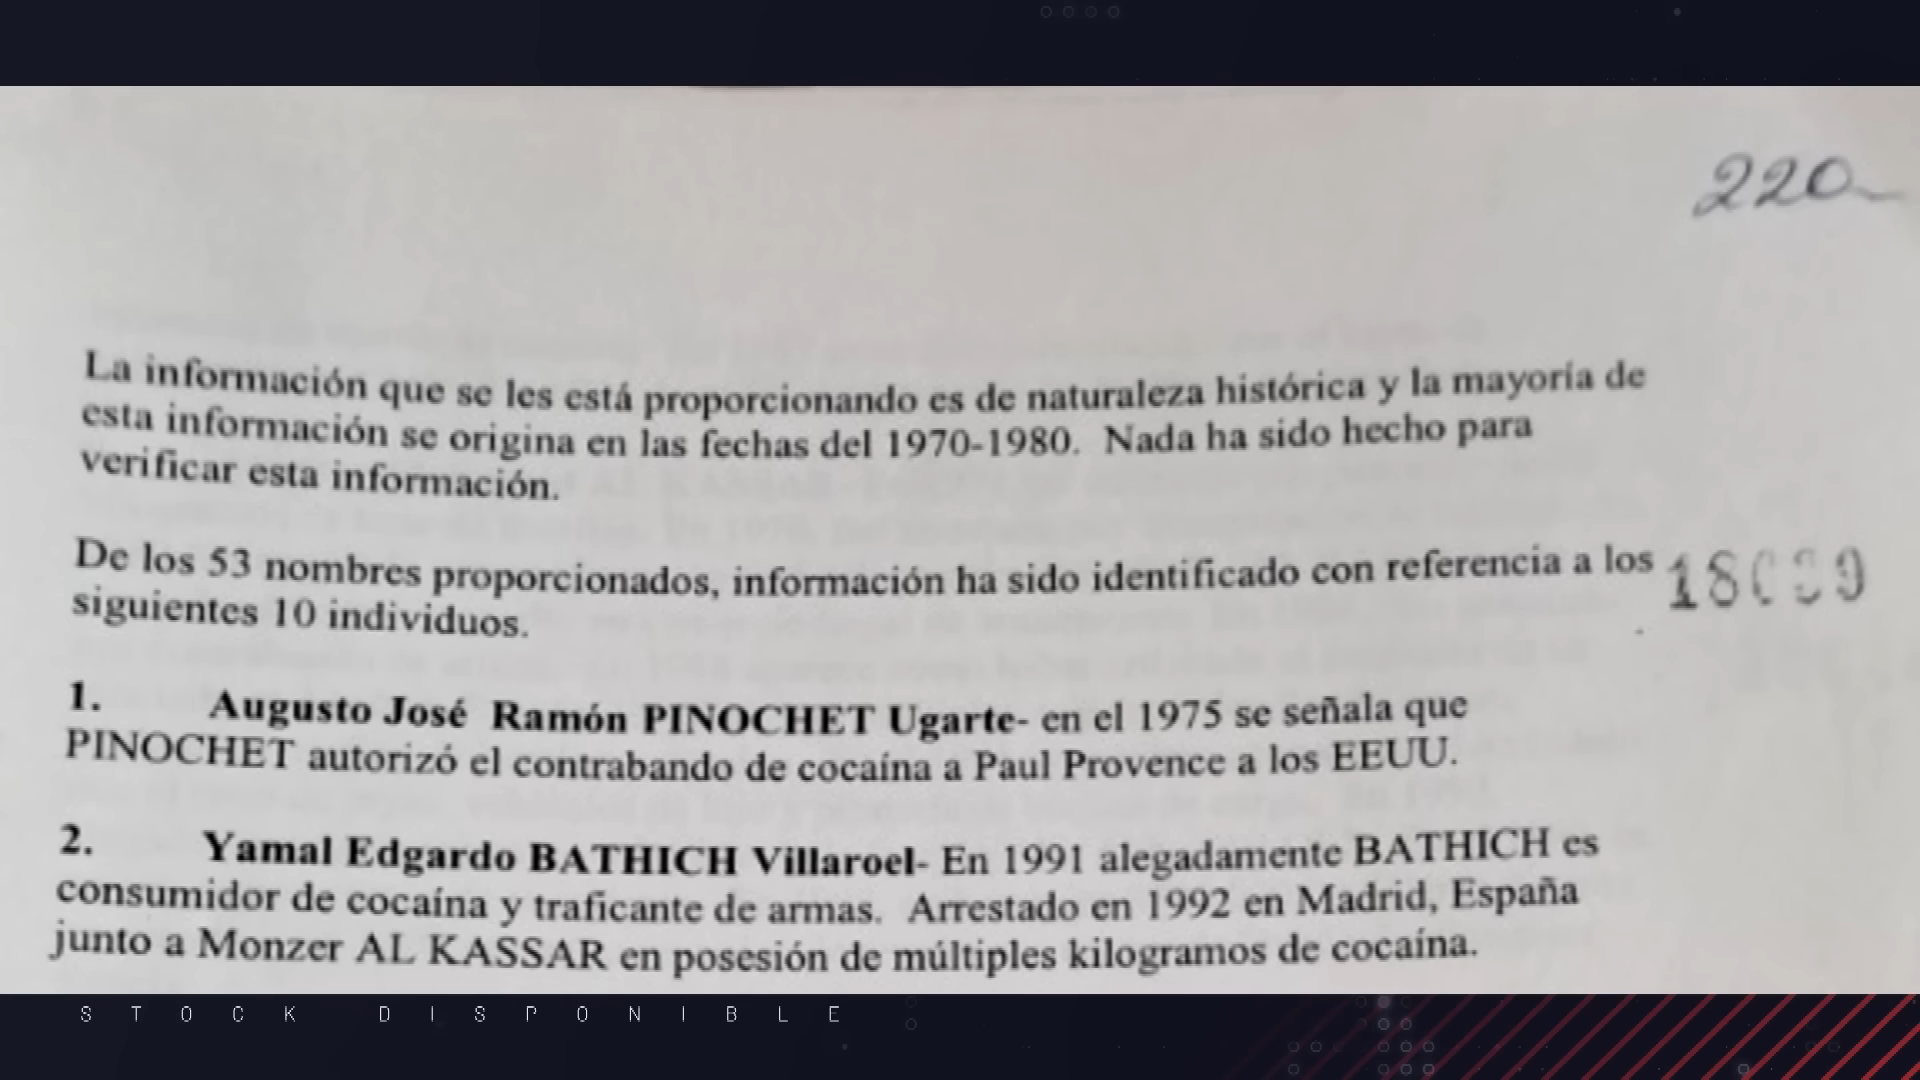 220
La información que se les está proporcionando es de naturaleza histórica y la mayoría de
esta información se origina en las fechas del 1970-1980. Nada ha sido hecho para
verificar esta información.
De los 53 nombres proporcionados, información ha sido identificado con referencia a los
siguientes 10 individuos.
1. Augusto José Ramón PINOCHET Ugarte- en el 1975 se señala que
PINOCHET autorizó el contrabando de cocaína a Paul Provence a los EEUU.
2. Yamal Edgardo BATHICH Villaroel- En 1991 alegadamente BATHICH es
consumidor de cocaína y traficante de armas. Arrestado en 1992 en Madrid, España
junto a Monzer AL KASSAR en posesión de múltiples kilogramos de cocaína.
STOCK DISPONIBLE